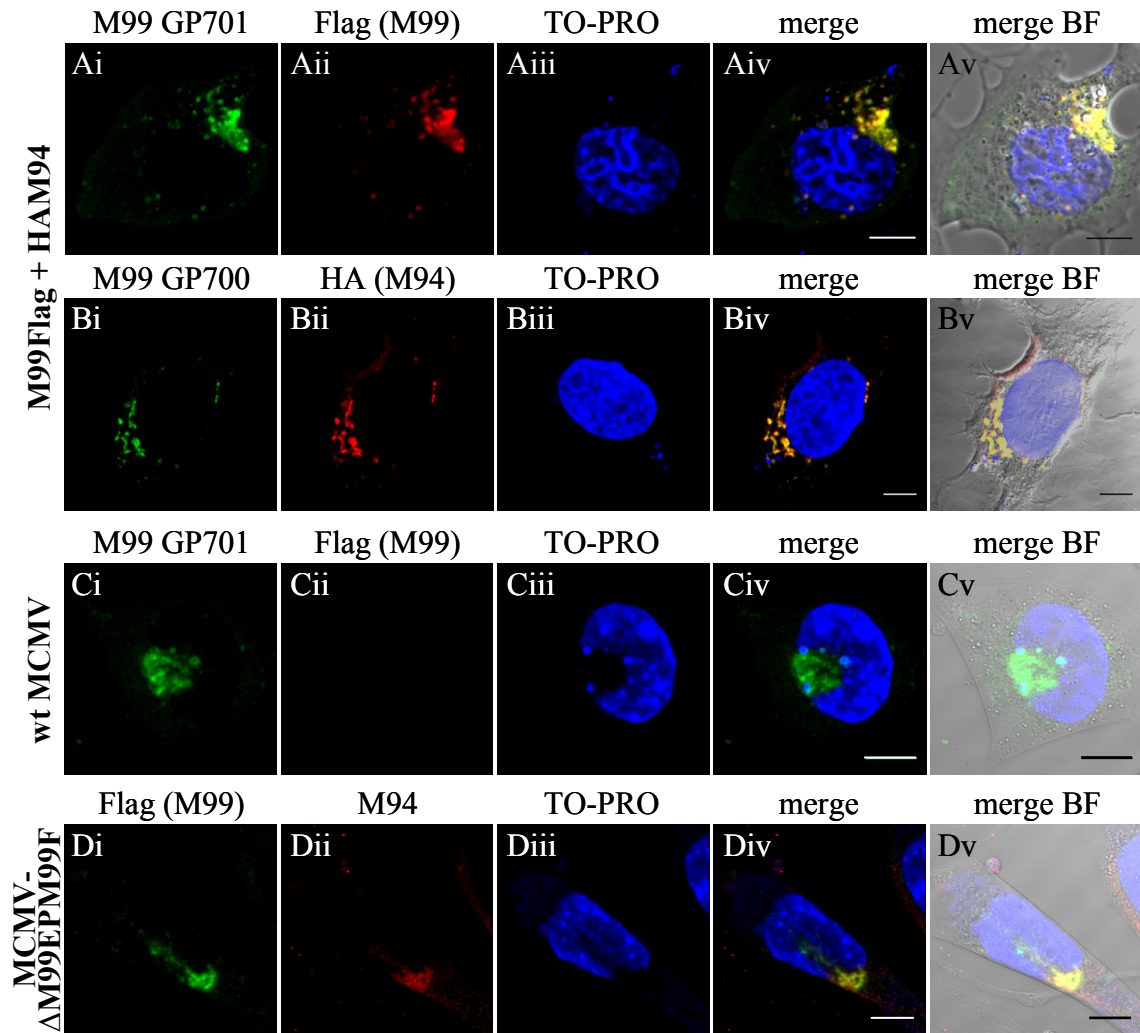 M99 GP701 Flag (M99) TO-PRO merge merge BF
M99Flag + HAM94
Ai Aii Aiii Aiv Av
M99 GP700 HA (M94) TO-PRO merge merge BF
Bi Bii Biii Biv Bv
M99 GP701 Flag (M99) TO-PRO merge merge BF
wt MCMV
Ci Cii Ciii Civ Cv
Flag (M99) M94 TO-PRO merge merge BF
MCMV-
ΔM99EPM99F
Di Dii Diii Div Dv